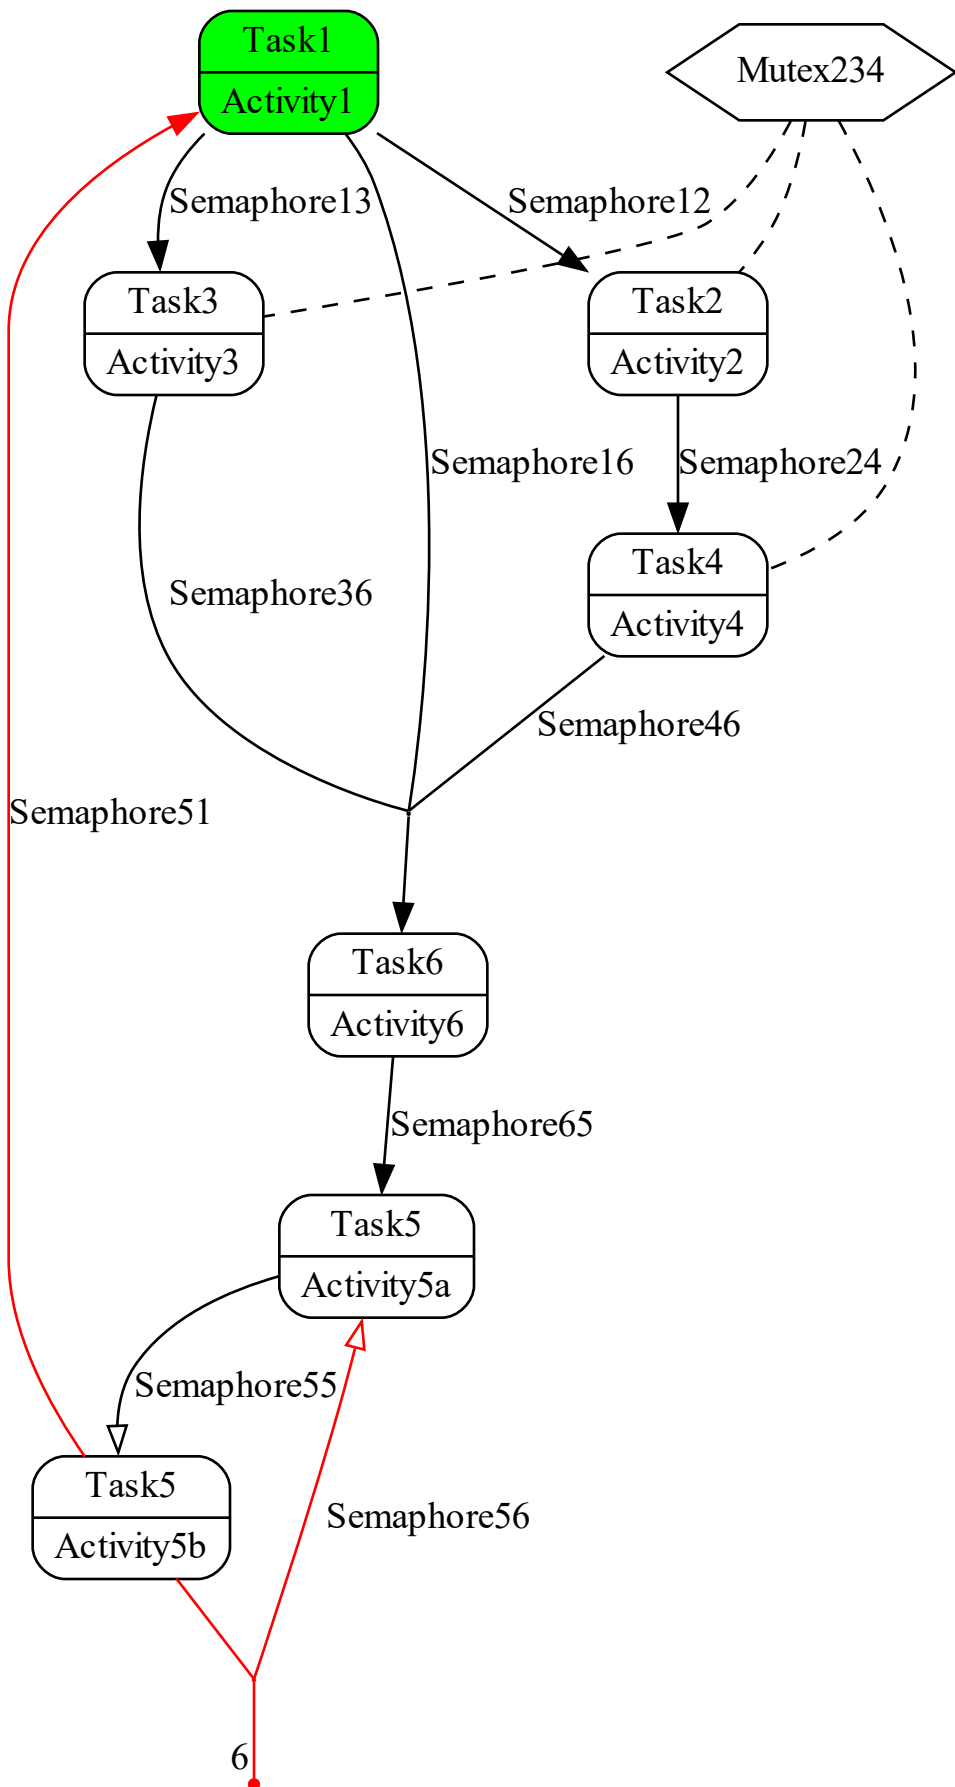 Task1
Activity1
Mutex234
Semaphore13
Semaphore12
Task3
Activity3
Task2
Activity2
Semaphore16
Semaphore24
Task4
Activity4
Semaphore36
Semaphore46
Semaphore51
Task6
Activity6
Semaphore65
Task5
Activity5a
Semaphore55
Task5
Activity5b
Semaphore56
6